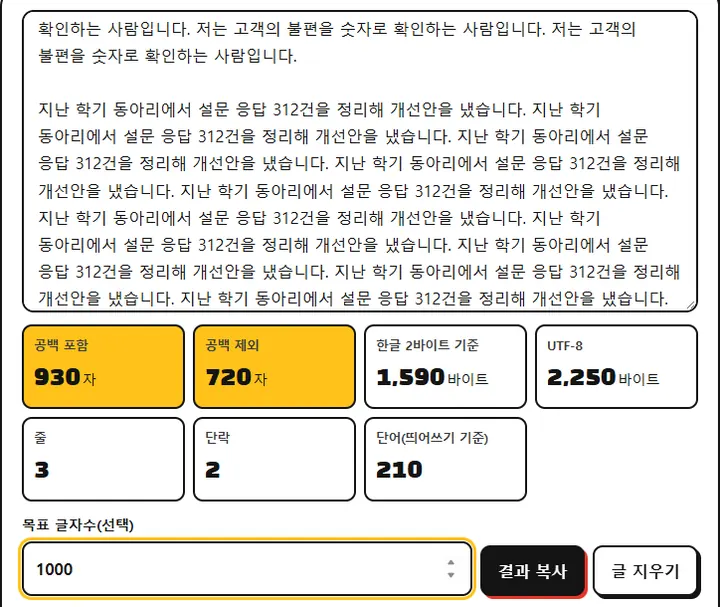 확인하는 사람입니다. 저는 고객의 불편을 숫자로 확인하는 사람입니다. 저는 고객의
불편을 숫자로 확인하는 사람입니다.
지난 학기 동아리에서 설문 응답 312건을 정리해 개선안을 냈습니다. 지난 학기
동아리에서 설문 응답 312건을 정리해 개선안을 냈습니다. 지난 학기 동아리에서 설문
응답 312건을 정리해 개선안을 냈습니다. 지난 학기 동아리에서 설문 응답 312건을 정리해
개선안을 냈습니다. 지난 학기 동아리에서 설문 응답 312건을 정리해 개선안을 냈습니다.
지난 학기 동아리에서 설문 응답 312건을 정리해 개선안을 냈습니다. 지난 학기
동아리에서 설문 응답 312건을 정리해 개선안을 냈습니다. 지난 학기 동아리에서 설문
응답 312건을 정리해 개선안을 냈습니다. 지난 학기 동아리에서 설문 응답 312건을 정리해
개선안을 냈습니다. 지난 학기 동아리에서 설문 응답 312건을 정리해 개선안을 냈습니다.
공백 포함
930자
공백 제외
720자
한글 2바이트 기준
1,590바이트
UTF-8
2,250바이트
줄
3
단락
2
단어(띄어쓰기 기준)
210
목표 글자수(선택)
1000
결과 복사
글 지우기